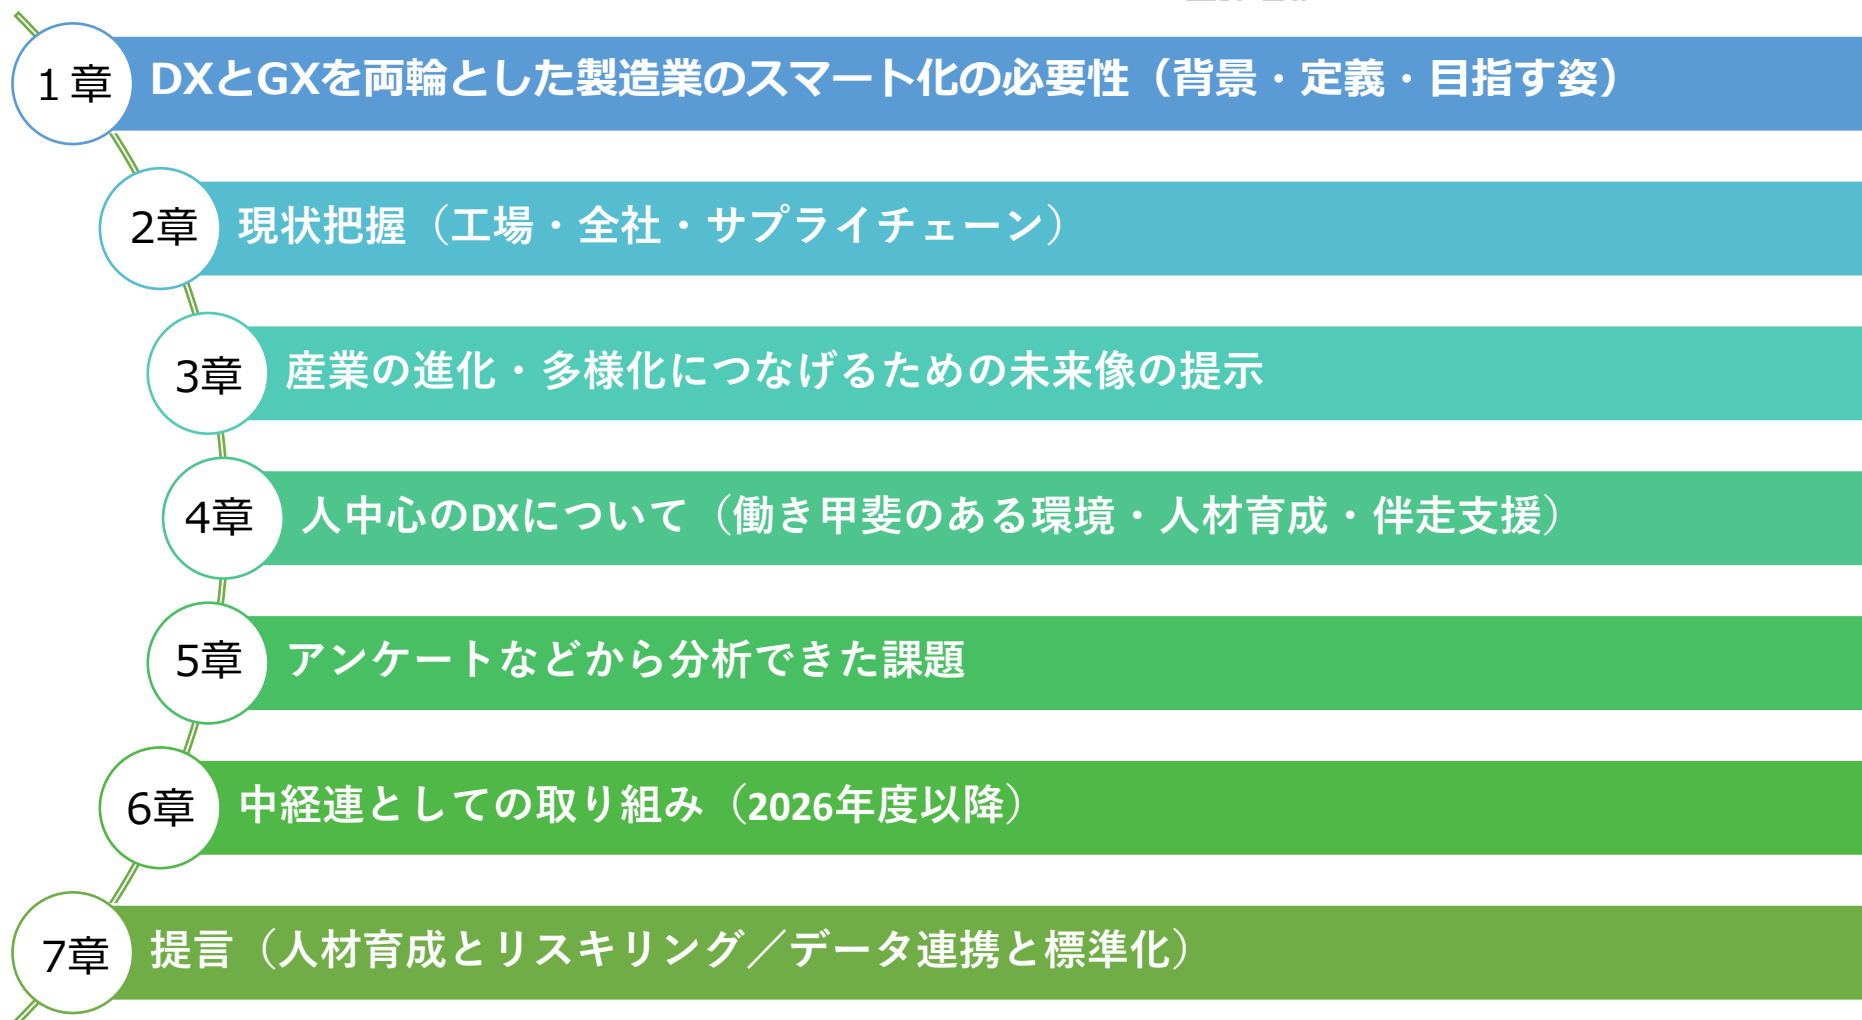 1章 DXとGXを両輪とした製造業のスマート化の必要性（背景・定義・目指す姿）
2章 現状把握（工場・全社・サプライチェーン）
3章 産業の進化・多様化につなげるための未来像の提示
4章 人中心のDXについて（働き甲斐のある環境・人材育成・伴走支援）
5章 アンケートなどから分析できた課題
6章 中経連としての取り組み（2026年度以降）
7章 提言（人材育成とリスキリング／データ連携と標準化）